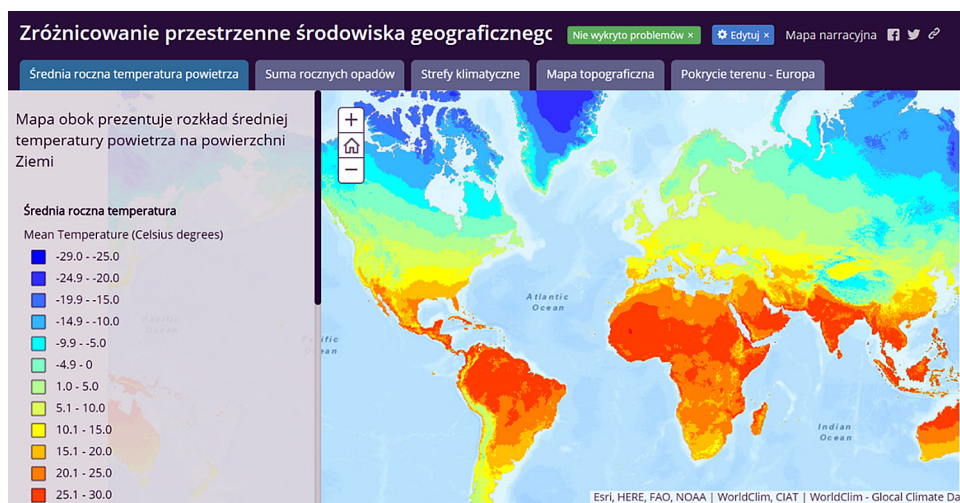 Zróżnicowanie przestrzenne środowiska geograficznego
Nie wykryto problemów ×
Edytuj ×
Mapa narracyjna
Średnia roczna temperatura powietrza
Suma rocznych opadów
Strefy klimatyczne
Mapa topograficzna
Pokrycie terenu - Europa
Mapa obok prezentuje rozkład średniej
temperatury powietrza na powierzchni
Ziemi
Średnia roczna temperatura
Mean Temperature (Celsius degrees)
-29.0 - -25.0
-24.9 - -20.0
-19.9 - -15.0
-14.9 - -10.0
-9.9 - -5.0
-4.9 - 0
1.0 - 5.0
5.1 - 10.0
10.1 - 15.0
15.1 - 20.0
20.1 - 25.0
25.1 - 30.0
+
−
Pacific
Ocean
Pacific
Ocean
Atlantic
Ocean
Indian
Ocean
Esri, HERE, FAO, NOAA | WorldClim, CIAT | WorldClim - Glocal Climate Da